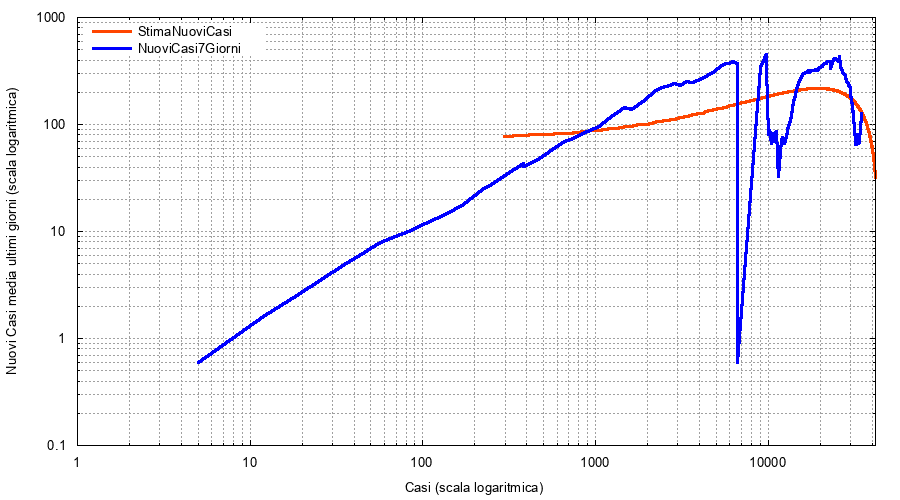 1000
StimaNuoviCasi
NuoviCasi7Giorni
100
10
1
0.1
1 10 100 1000 10000
Casi (scala logaritmica)
Nuovi Casi media ultimi giorni (scala logaritmica)